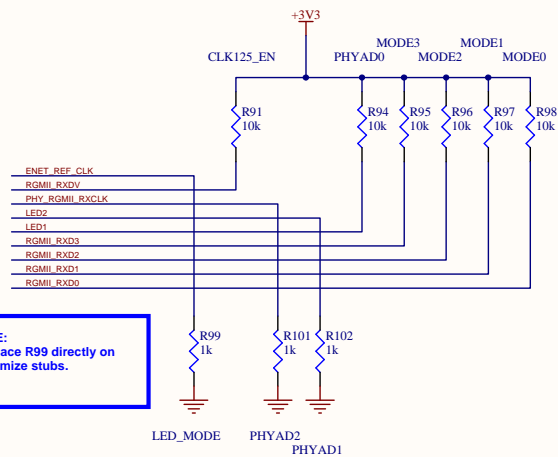 +3V3
MODE3 MODE1
CLK125_EN PHYAD0 MODE2 MODE0
R91 R94 R95 R96 R97 R98
10k 10k 10k 10k 10k 10k
ENET_REF_CLK
RGMII_RXDV
PHY_RGMII_RXCLK
LED2
LED1
RGMII_RXD3
RGMII_RXD2
RGMII_RXD1
RGMII_RXD0
R99 R101 R102
1k 1k 1k
directly on
R99
stubs.
LED_MODE PHYAD2
PHYAD1